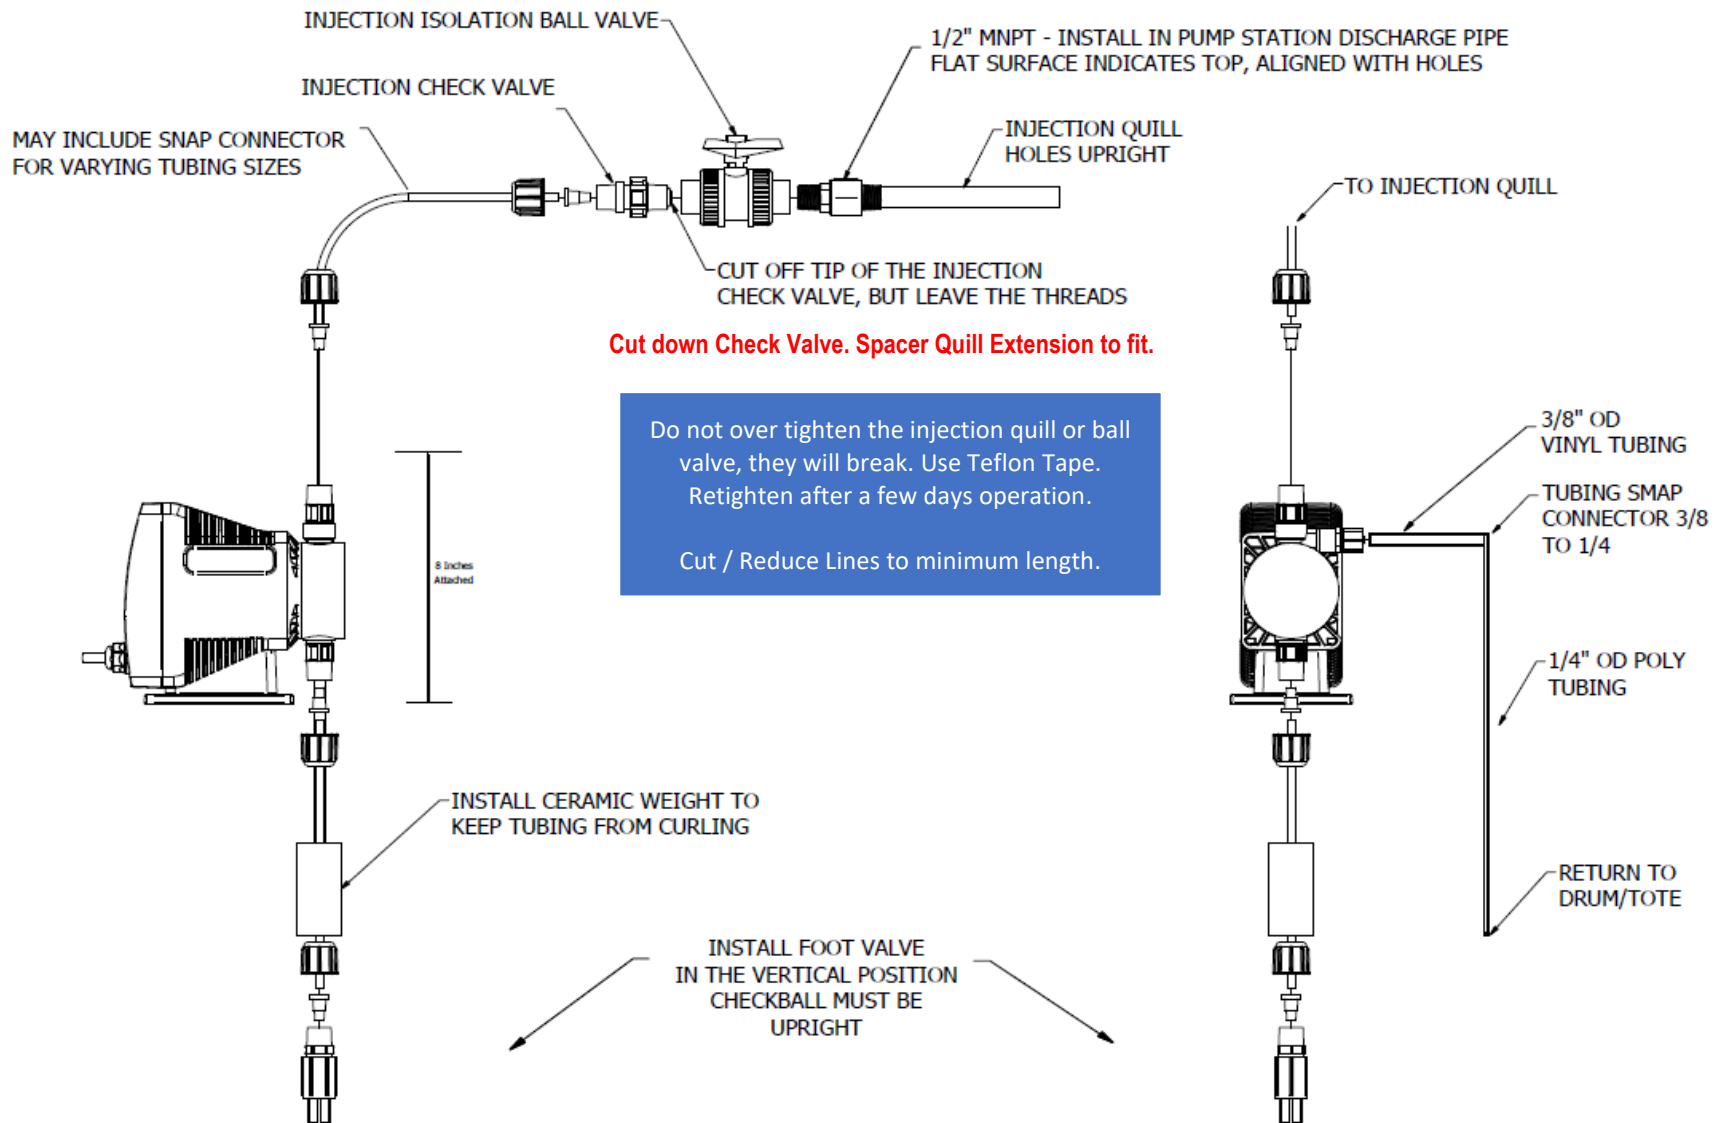 INJECTION ISOLATION BALL VALVE
1/2" MNPT - INSTALL IN PUMP STATION DISCHARGE PIPE
FLAT SURFACE INDICATES TOP, ALIGNED WITH HOLES
INJECTION CHECK VALVE
MAY INCLUDE SNAP CONNECTOR
FOR VARYING TUBING SIZES
INJECTION QUILL
HOLES UPRIGHT
TO INJECTION QUILL
CUT OFF TIP OF THE INJECTION
CHECK VALVE, BUT LEAVE THE THREADS
Cut down Check Valve. Spacer Quill Extension to fit.
Do not over tighten the injection quill or ball
valve, they will break. Use Teflon Tape.
Retighten after a few days operation.
Cut / Reduce Lines to minimum length.
3/8" OD
VINYL TUBING
TUBING SMAP
CONNECTOR 3/8
TO 1/4
8 Inches
Attached
1/4" OD POLY
TUBING
INSTALL CERAMIC WEIGHT TO
KEEP TUBING FROM CURLING
RETURN TO
DRUM/TOTE
INSTALL FOOT VALVE
IN THE VERTICAL POSITION
CHECKBALL MUST BE
UPRIGHT